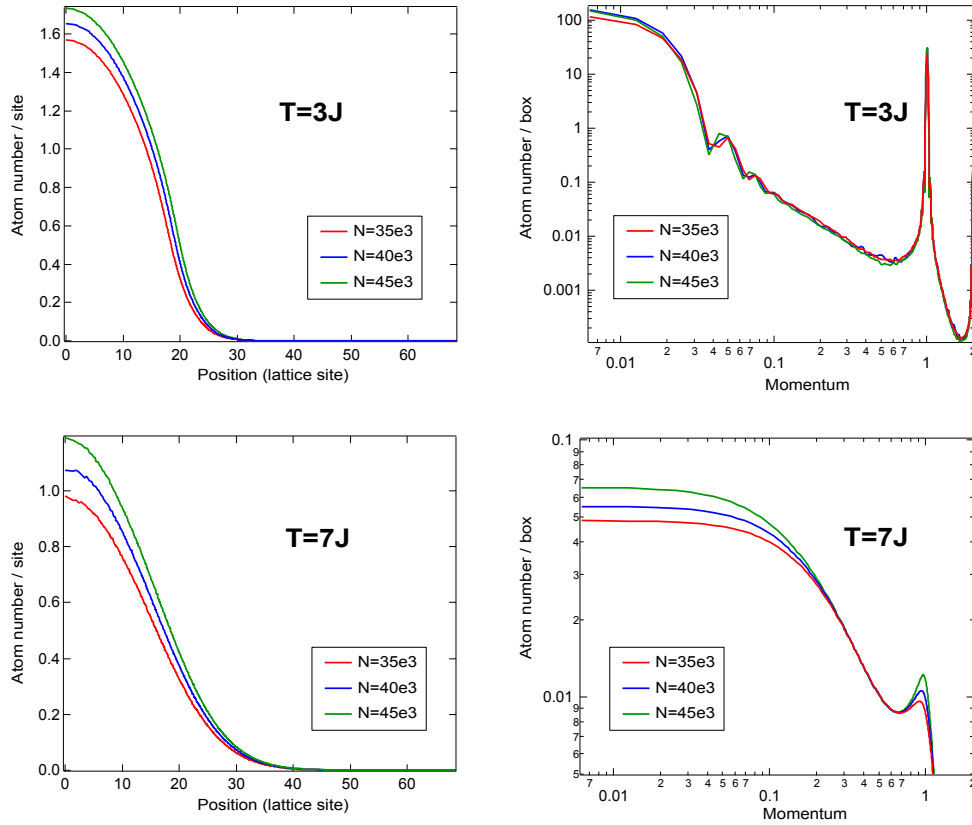 Atom number / site
1.6
1.4
1.2
1.0
0.8
0.6
0.4
0.2
0.0
T=3J
N=35e3
N=40e3
N=45e3
0 10 20 30 40 50 60
Position (lattice site)
Atom number / box
100
10
1
0.1
0.01
0.001
T=3J
N=35e3
N=40e3
N=45e3
7 2 3 4 5 6 7 2 3 4 5 6 7 2
0.01 0.1 1
Momentum
Atom number / site
1.0
0.8
0.6
0.4
0.2
0.0
T=7J
N=35e3
N=40e3
N=45e3
0 10 20 30 40 50 60
Position (lattice site)
Atom number / box
0.1
9
8
7
6
5
4
3
2
0.01
9
8
7
6
5
T=7J
N=35e3
N=40e3
N=45e3
7 2 3 4 5 6 7 2 3 4 5 6 7 2
0.01 0.1 1
Momentum